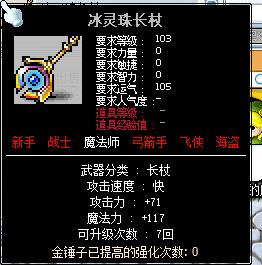 冰灵珠长杖
要求等级： 103
要求力量： 0
要求敏捷： 0
要求智力： 0
要求运气： 105
要求人气度： -
道具等级： -
道具经验值： -
新手 战士 魔法师 弓箭手 飞侠 海盗
武器分类 : 长杖
攻击速度 : 快
攻击力 : +71
魔法力 : +117
可升级次数 : 7回
金锤子已提高的强化次数: 0
的